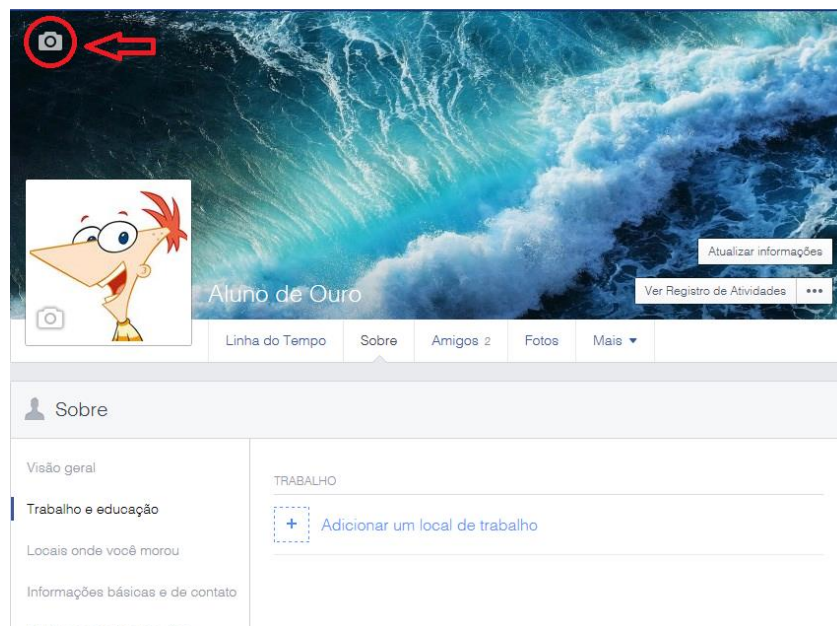 Atualizar informações
Aluno de Ouro
Ver Registro de Atividades •••
Linha do Tempo Sobre Amigos 2 Fotos Mais ▼
Sobre
Visão geral
Trabalho e educação
Locais onde você morou
Informações básicas e de contato
TRABALHO
+ Adicionar um local de trabalho